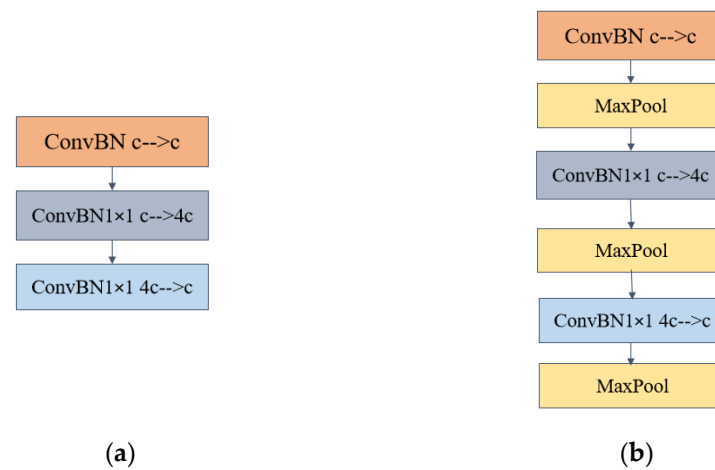 ConvBN c-->c
ConvBN1×1 c-->4c
ConvBN1×1 4c-->c
(a)
ConvBN c-->c
MaxPool
ConvBN1×1 c-->4c
MaxPool
ConvBN1×1 4c-->c
MaxPool
(b)